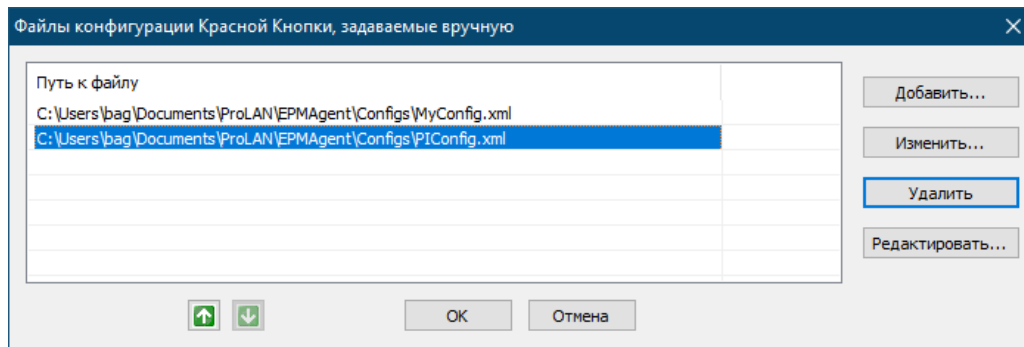 Файлы конфигурации Красной Кнопки, задаваемые вручную
Путь к файлу
C:\Users\bag\Documents\ProLAN\EPMAgent\Configs\MyConfig.xml
C:\Users\bag\Documents\ProLAN\EPMAgent\Configs\PIConfig.xml
Добавить...
Изменить...
Удалить
Редактировать...
OK
Отмена